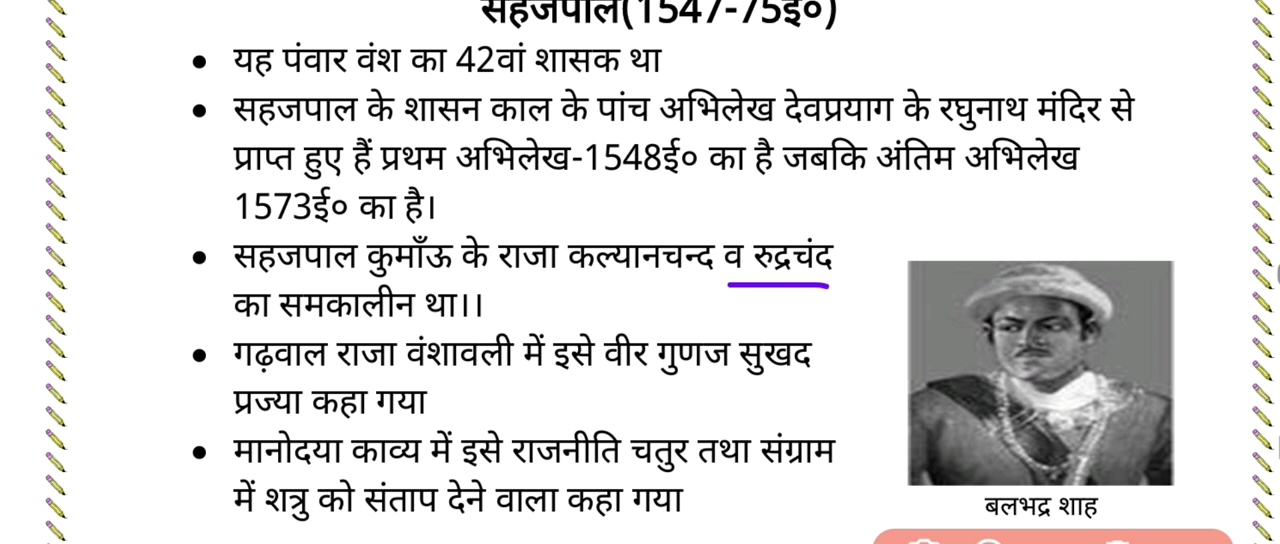 सहजपाल(1547-75ई०)
• यह पंवार वंश का 42वां शासक था
• सहजपाल के शासन काल के पांच अभिलेख देवप्रयाग के रघुनाथ मंदिर से
प्राप्त हुए हैं प्रथम अभिलेख-1548ई० का है जबकि अंतिम अभिलेख
1573ई० का है।
• सहजपाल कुमाँऊ के राजा कल्यानचन्द व रुद्रचंद
का समकालीन था।।
• गढ़वाल राजा वंशावली में इसे वीर गुणज सुखद
प्रज्या कहा गया
• मानोदया काव्य में इसे राजनीति चतुर तथा संग्राम
में शत्रु को संताप देने वाला कहा गया
बलभद्र शाह